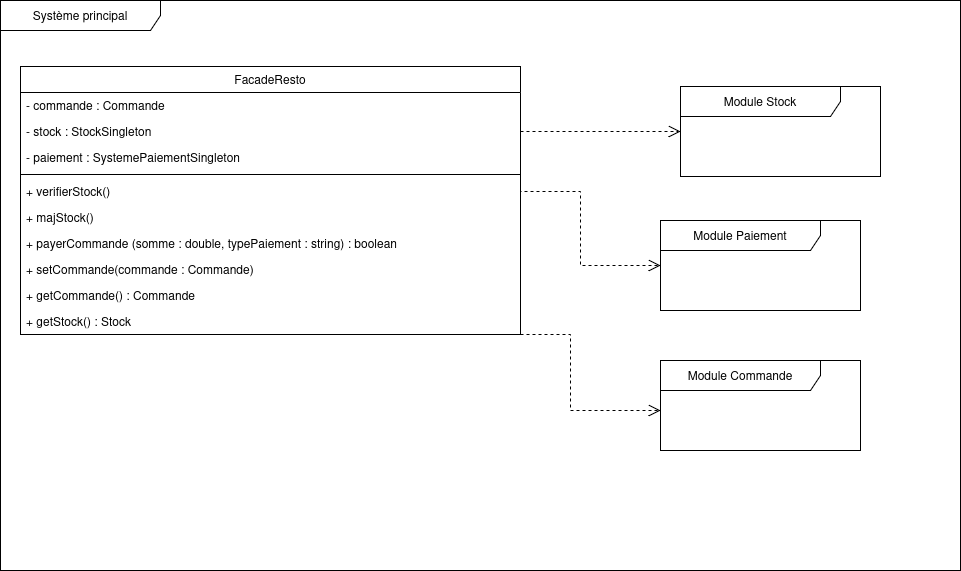 Système principal
FacadeResto
- commande : Commande
- stock : StockSingleton
- paiement : SystemePaiementSingleton
+ verifierStock()
+ majStock()
+ payerCommande (somme : double, typePaiement : string) : boolean
+ setCommande(commande : Commande)
+ getCommande() : Commande
+ getStock() : Stock
Module Stock
Module Paiement
Module Commande